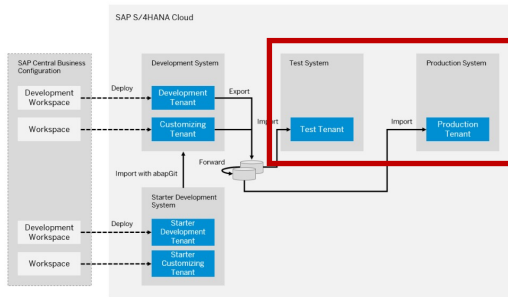 SAP S/4HANA Cloud
SAP Central Business
Configuration
Development System
Test System
Production System
Development
Workspace
Deploy
Development
Tenant
Export
Workspace
Customizing
Tenant
Import
Test Tenant
Import
Production
Tenant
Import with abapGit
Forward
Starter Development
System
Development
Workspace
Deploy
Starter
Development
Tenant
Workspace
Starter
Customizing
Tenant